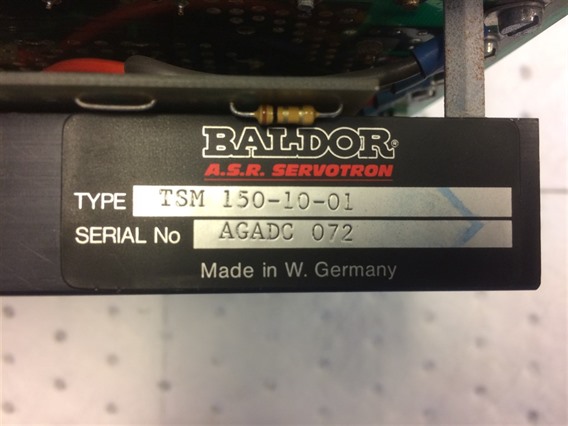 BALDOR®
A.S.R. SERVOTRON
TYPE TSM 150-10-01
SERIAL No AGADC 072
Made in W. Germany